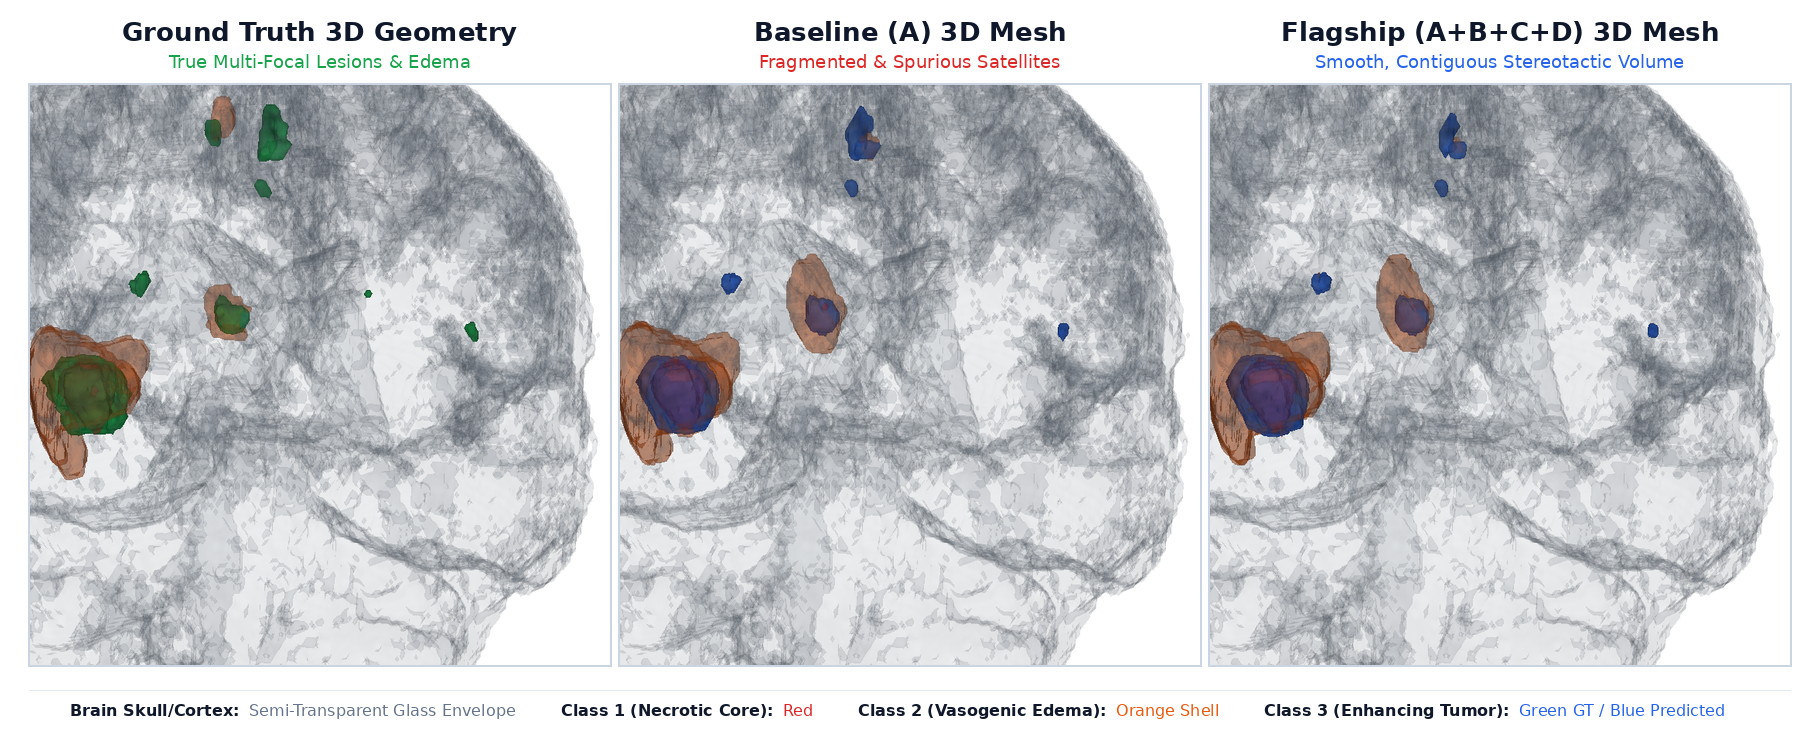 Ground Truth 3D Geometry
True Multi-Focal Lesions & Edema
Baseline (A) 3D Mesh
Fragmented & Spurious Satellites
Flagship (A+B+C+D) 3D Mesh
Smooth, Contiguous Stereotactic Volume
Brain Skull/Cortex: Semi-Transparent Glass Envelope
Class 1 (Necrotic Core): Red
Class 2 (Vasogenic Edema): Orange Shell
Class 3 (Enhancing Tumor): Green GT / Blue Predicted